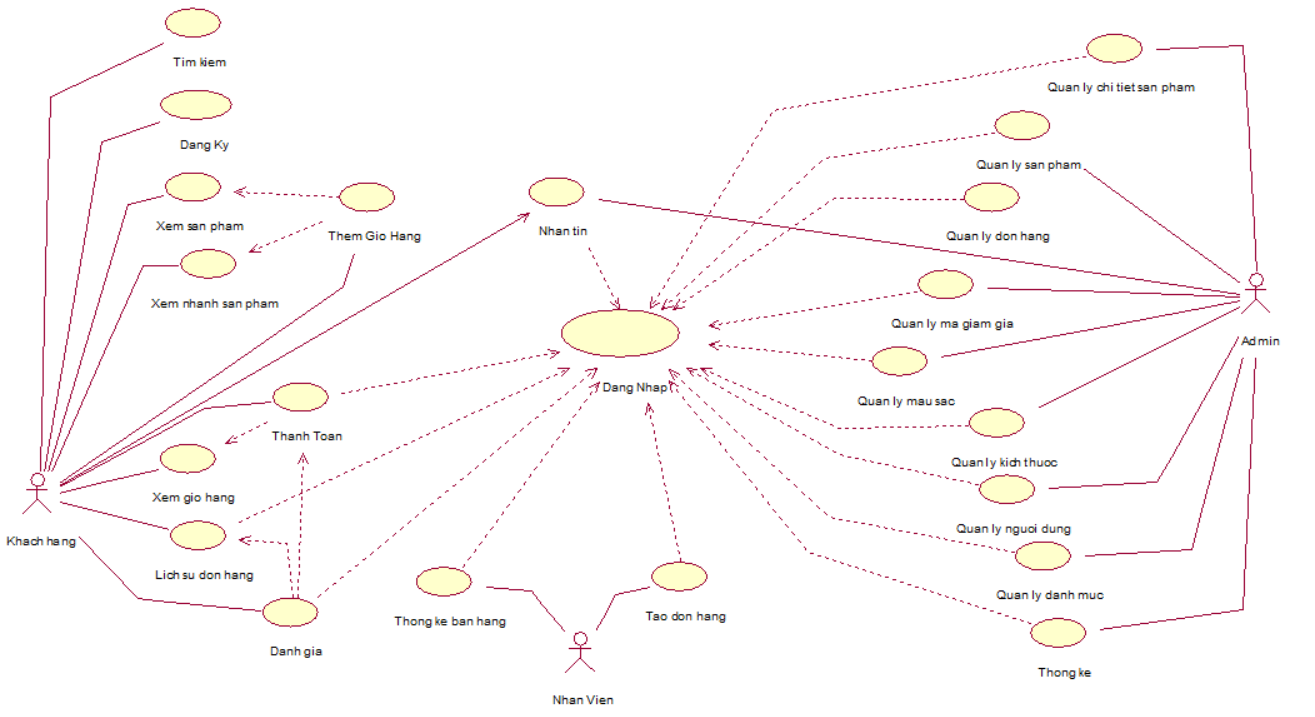 Tim kiem
Dang Ky
Xem san pham
Them Gio Hang
Xem nhanh san pham
Nhan tin
Quan ly chi tiet san pham
Quan ly san pham
Quan ly don hang
Quan ly ma giam gia
Admin
Dang Nhap
Quan ly mau sac
Thanh Toan
Quan ly kich thuoc
Xem gio hang
Quan ly nguoi dung
Khach hang
Lich su don hang
Quan ly danh muc
Thong ke ban hang
Tao don hang
Danh gia
Thong ke
Nhan Vien